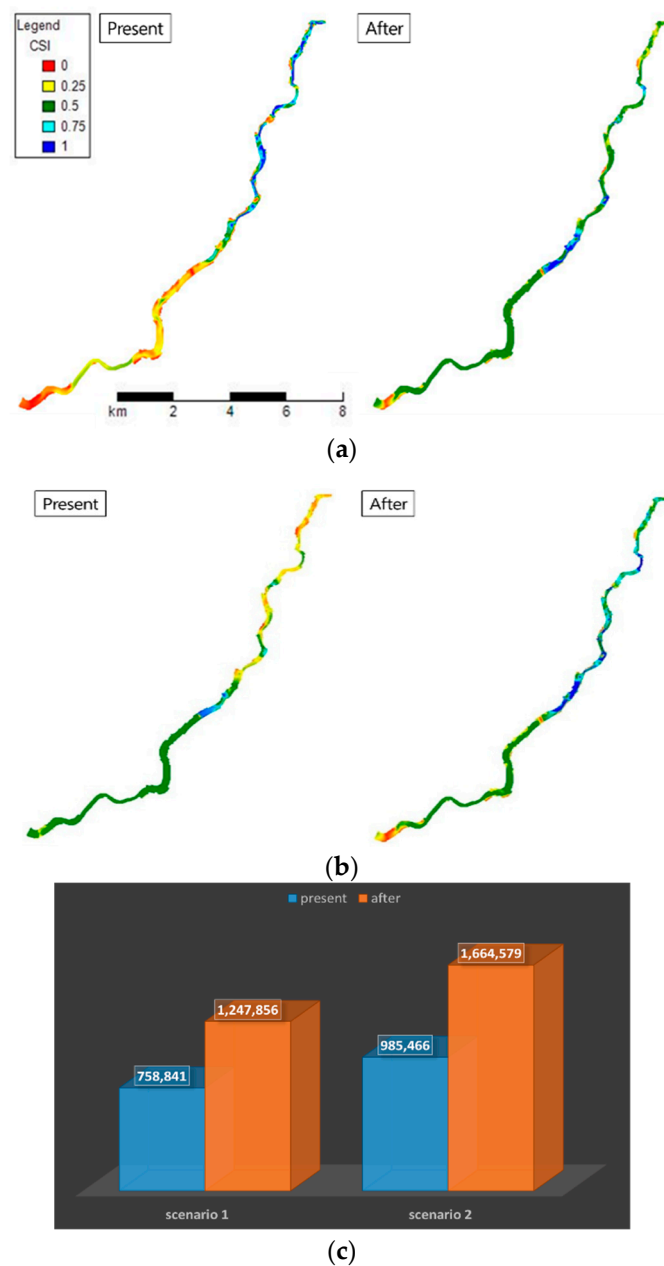 Legend
CSI
0
0.25
0.5
0.75
1
Present
After
km 2 4 6 8
(a)
Present
After
(b)
present after
1,664,579
1,247,856
985,466
758,841
scenario 1 scenario 2
(c)